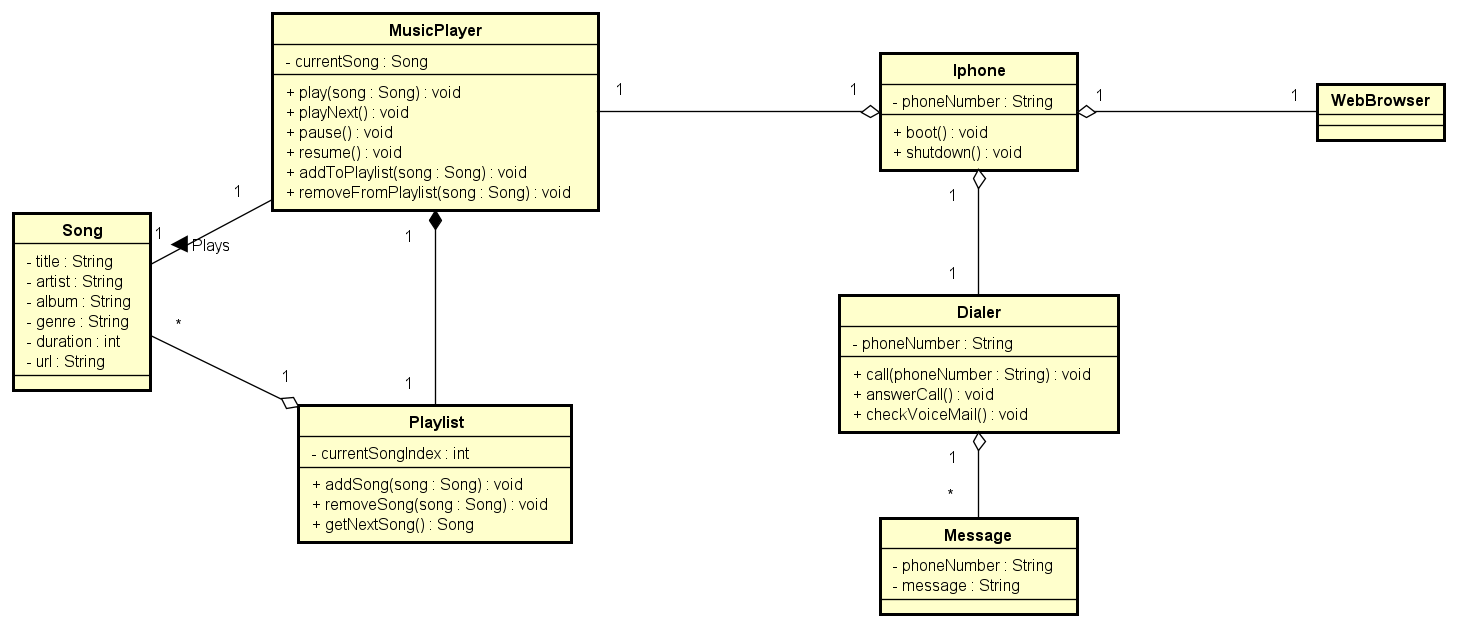 MusicPlayer
- currentSong : Song
+ play(song : Song) : void
+ playNext() : void
+ pause() : void
+ resume() : void
+ addToPlaylist(song : Song) : void
+ removeFromPlaylist(song : Song) : void
1
1
Iphone
- phoneNumber : String
+ boot() : void
+ shutdown() : void
1
1
WebBrowser
1
1
Plays
Song
- title : String
- artist : String
- album : String
- genre : String
- duration : int
- url : String
*
1
1
1
Playlist
- currentSongIndex : int
+ addSong(song : Song) : void
+ removeSong(song : Song) : void
+ getNextSong() : Song
1
1
Dialer
- phoneNumber : String
+ call(phoneNumber : String) : void
+ answerCall() : void
+ checkVoiceMail() : void
1
*
Message
- phoneNumber : String
- message : String